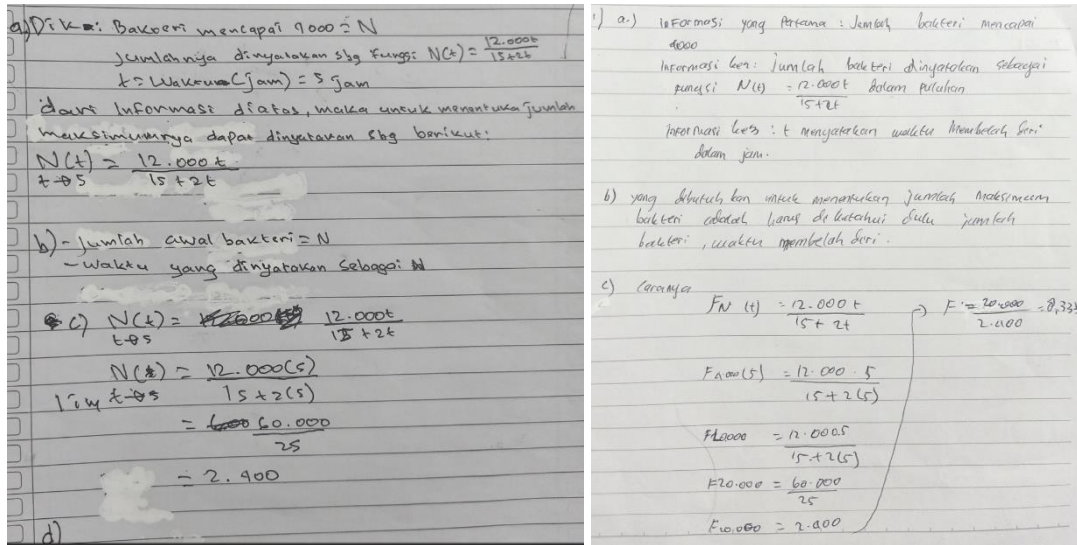 a) Dik : Bakteri mencapai 4000 = N
Jumlahnya dinyatakan sbg fungsi N(t) = 12.000t / 15+2t
t = waktu (jam) = 5 jam
dari Informasi diatas, maka untuk menantukan jumlah
maksimumnya dapat dinyatakan sbg berikut:
N(t) = 12.000 t / 15 + 2t
t→5
b) - Jumlah awal bakteri = N
- waktu yang dinyatakan sebagai
c) N(t) = 12.000t / 15 + 2t
t→5
N(t) = 12.000(5) / 15 + 2(5)
lim t→5
= 60.000 / 25
= 2.400
d)
1) a.) Informasi yang Pertama : Jumlah bakteri mencapai
4000
Informasi ke2 : jumlah bakteri dinyatakan sebagai
fungsi N(t) = 12.000t / 15+2t dalam puluhan
Informasi ke3 : t menyatakan waktu Membelah diri
dalam jam.
b) yang dibutuhkan untuk menentukan jumlah Maksimum
bakteri adalah harus diketahui dulu jumlah
bakteri, waktu membelah diri.
c) Caranya
FN (t) = 12.000 t / 15 + 2t
F = 20.000 / 2.400 = 8,333
F4000(5) = 12.000 . 5 / 15 + 2(5)
F20000 = 12.000 5 / 15 + 2(5)
F20.000 = 60.000 / 25
F20.000 = 2.400